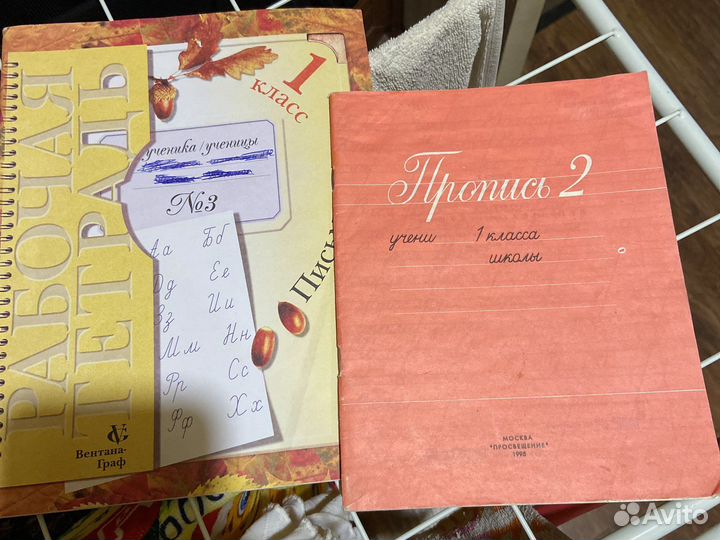 РАБОЧАЯ
ТЕТРАДЬ
1
класс
ученика/ученицы
№3
Аа Бб
Дд Ее
Зз Ии
Мм Нн
Рр Сс
Фф Хх
Вентана-
Граф
Пропись 2
учени 1 класса
школы
МОСКВА
"ПРОСВЕЩЕНИЕ"
1998
Avito